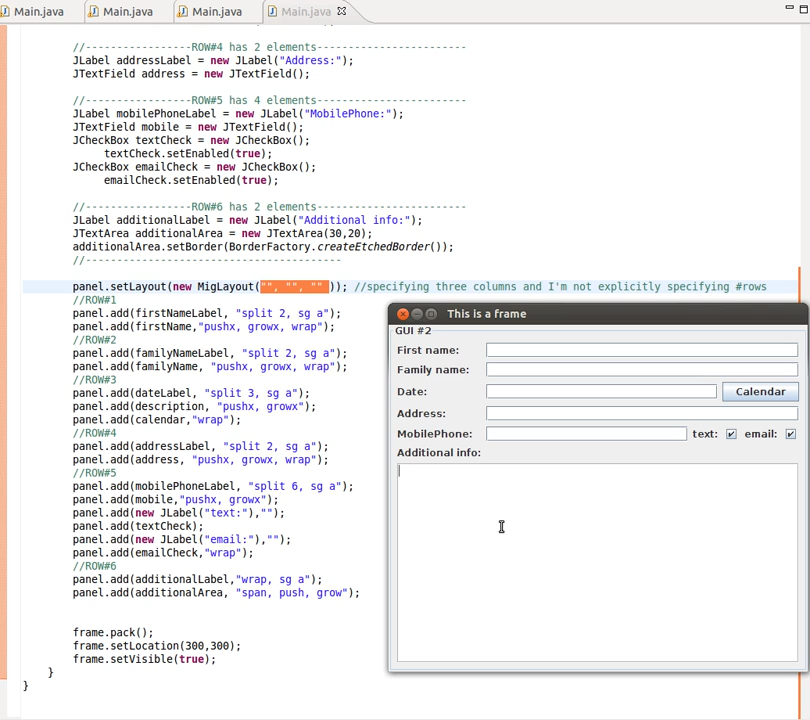 Main.java Main.java Main.java Main.java
//-----------------ROW#4 has 2 elements------------------------
JLabel addressLabel = new JLabel("Address:");
JTextField address = new JTextField();
//-----------------ROW#5 has 4 elements------------------------
JLabel mobilePhoneLabel = new JLabel("MobilePhone:");
JTextField mobile = new JTextField();
JCheckBox textCheck = new JCheckBox();
textCheck.setEnabled(true);
JCheckBox emailCheck = new JCheckBox();
emailCheck.setEnabled(true);
//-----------------ROW#6 has 2 elements------------------------
JLabel additionalLabel = new JLabel("Additional info:");
JTextArea additionalArea = new JTextArea(30,20);
additionalArea.setBorder(BorderFactory.createEtchedBorder());
//-----------------------------------------
panel.setLayout(new MigLayout("", "", "" )); //specifying three columns and I'm not explicitly specifying #rows
//ROW#1
panel.add(firstNameLabel, "split 2, sg a");
panel.add(firstName,"pushx, growx, wrap");
//ROW#2
panel.add(familyNameLabel, "split 2, sg a");
panel.add(familyName, "pushx, growx, wrap");
//ROW#3
panel.add(dateLabel, "split 3, sg a");
panel.add(description, "pushx, growx");
panel.add(calendar,"wrap");
//ROW#4
panel.add(addressLabel, "split 2, sg a");
panel.add(address, "pushx, growx, wrap");
//ROW#5
panel.add(mobilePhoneLabel, "split 6, sg a");
panel.add(mobile,"pushx, growx");
panel.add(new JLabel("text:"),"");
panel.add(textCheck);
panel.add(new JLabel("email:"),"");
panel.add(emailCheck,"wrap");
//ROW#6
panel.add(additionalLabel,"wrap, sg a");
panel.add(additionalArea, "span, push, grow");
frame.pack();
frame.setLocation(300,300);
frame.setVisible(true);
}
}
This is a frame
GUI #2
First name:
Family name:
Date: Calendar
Address:
MobilePhone: text: email:
Additional info: